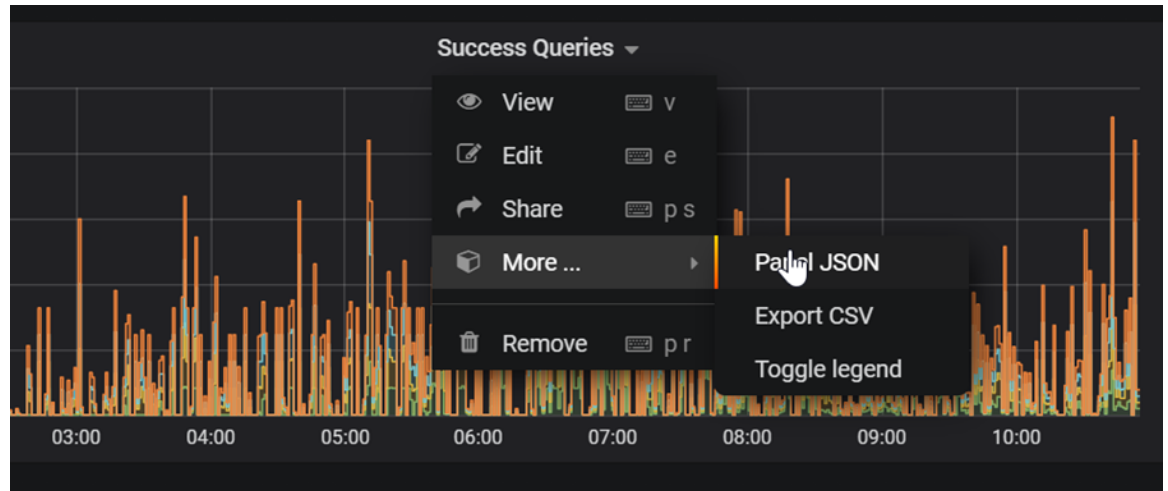 Success Queries
View v
Edit e
Share p s
More ...
Panel JSON
Export CSV
Remove p r
Toggle legend
03:00 04:00 05:00 06:00 07:00 08:00 09:00 10:00